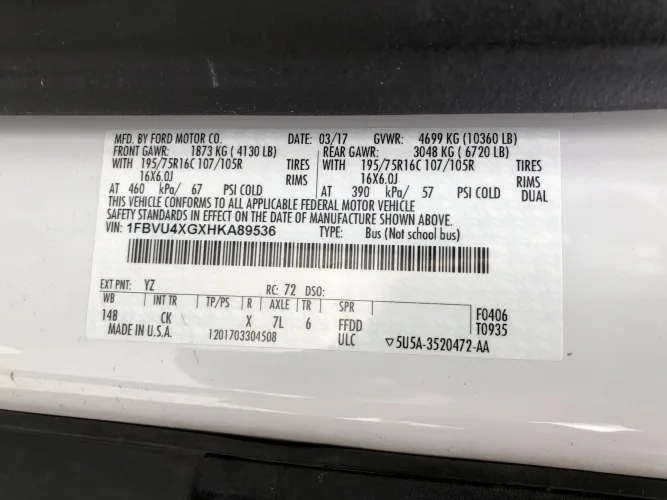 MFD. BY FORD MOTOR CO. DATE: 03/17 GVWR: 4699 KG (10360 LB)
FRONT GAWR: 1873 KG ( 4130 LB) REAR GAWR: 3048 KG ( 6720 LB)
WITH 195/75R16C 107/105R TIRES WITH 195/75R16C 107/105R TIRES
16X6.0J RIMS 16X6.0J RIMS
AT 460 kPa/ 67 PSI COLD AT 390 kPa/ 57 PSI COLD DUAL
THIS VEHICLE CONFORMS TO ALL APPLICABLE FEDERAL MOTOR VEHICLE
SAFETY STANDARDS IN EFFECT ON THE DATE OF MANUFACTURE SHOWN ABOVE.
VIN: 1FBVU4XGXHKA89536 TYPE: Bus (Not school bus)
EXT PNT: YZ RC: 72 DSO:
WB INT TR TP/PS R AXLE TR SPR F0406
148 CK X 7L 6 FFDD T0935
MADE IN U.S.A. 1201703304508 ULC ▽5U5A-3520472-AA